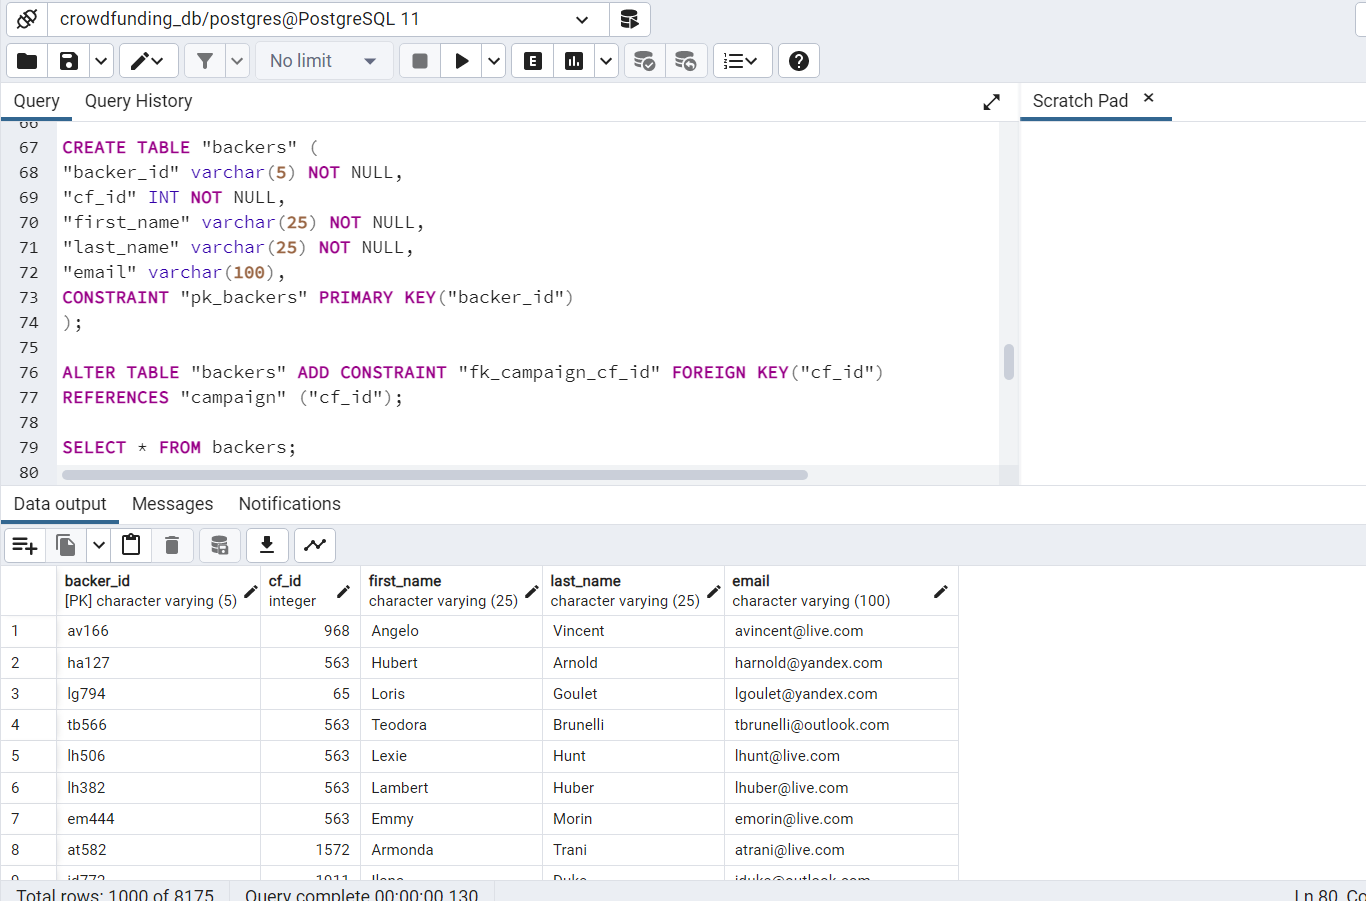 crowdfunding_db/postgres@PostgreSQL 11
No limit
E
Query Query History Scratch Pad
66
67 CREATE TABLE "backers" (
68 "backer_id" varchar(5) NOT NULL,
69 "cf_id" INT NOT NULL,
70 "first_name" varchar(25) NOT NULL,
71 "last_name" varchar(25) NOT NULL,
72 "email" varchar(100),
73 CONSTRAINT "pk_backers" PRIMARY KEY("backer_id")
74 );
75
76 ALTER TABLE "backers" ADD CONSTRAINT "fk_campaign_cf_id" FOREIGN KEY("cf_id")
77 REFERENCES "campaign" ("cf_id");
78
79 SELECT * FROM backers;
80
Data output Messages Notifications
backer_id cf_id first_name last_name email
[PK] character varying (5) integer character varying (25) character varying (25) character varying (100)
1 av166 968 Angelo Vincent avincent@live.com
2 ha127 563 Hubert Arnold harnold@yandex.com
3 lg794 65 Loris Goulet lgoulet@yandex.com
4 tb566 563 Teodora Brunelli tbrunelli@outlook.com
5 lh506 563 Lexie Hunt lhunt@live.com
6 lh382 563 Lambert Huber lhuber@live.com
7 em444 563 Emmy Morin emorin@live.com
8 at582 1572 Armonda Trani atrani@live.com
9 1911 Duke
Total rows: 1000 of 8175 Query complete 00:00:00.130 Ln 80, Co